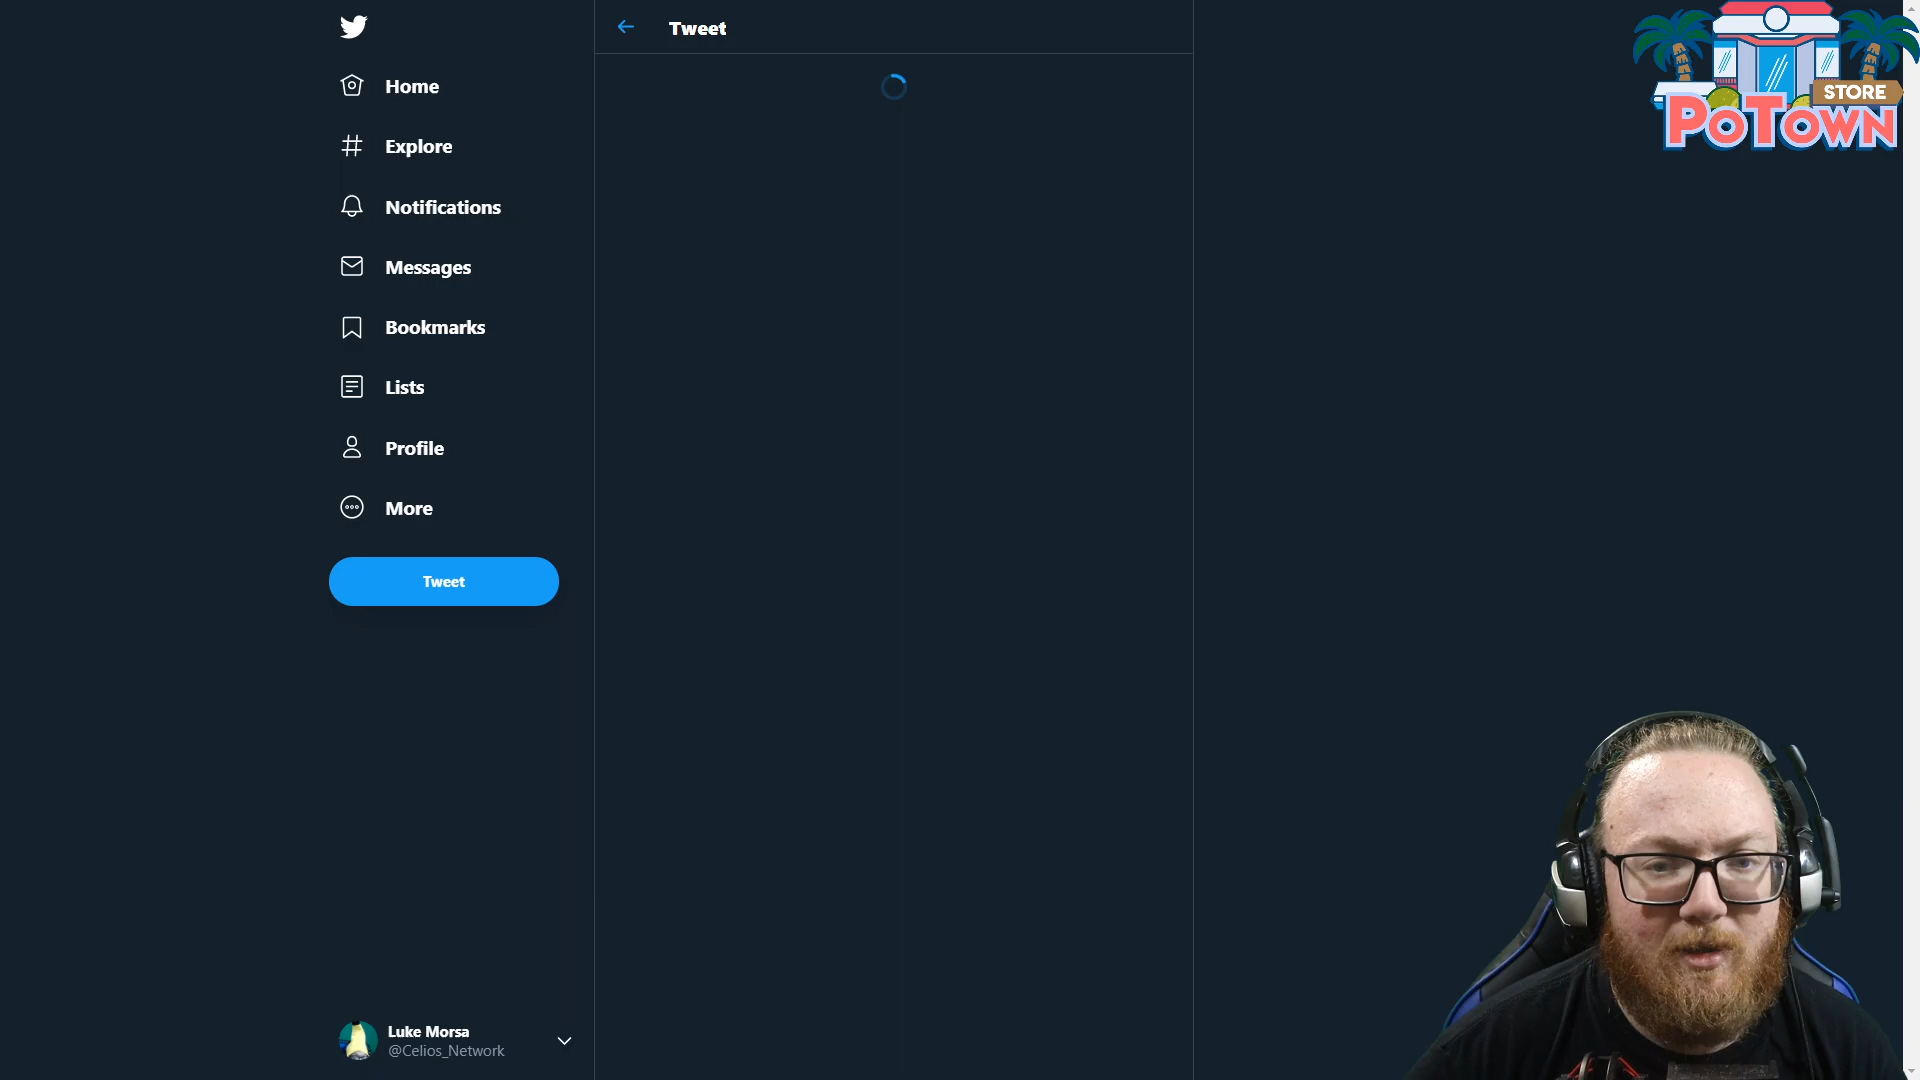 Tweet
Home
Explore
Notifications
Messages
Bookmarks
Lists
Profile
More
Tweet
Luke Morsa
@Celios_Network
STORE
PoToWN